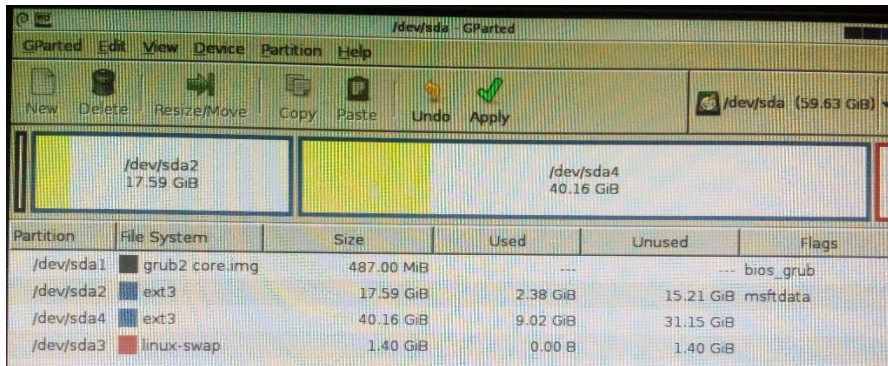 /dev/sda - GParted
GParted Edit View Device Partition Help
New Delete Resize/Move Copy Paste Undo Apply /dev/sda (59.63 GiB)
/dev/sda2 /dev/sda4
17.59 GiB 40.16 GiB
Partition File System Size Used Unused Flags
/dev/sda1 grub2 core.img 487.00 MiB --- --- bios_grub
/dev/sda2 ext3 17.59 GiB 2.38 GiB 15.21 GiB msftdata
/dev/sda4 ext3 40.16 GiB 9.02 GiB 31.15 GiB
/dev/sda3 linux-swap 1.40 GiB 0.00 B 1.40 GiB